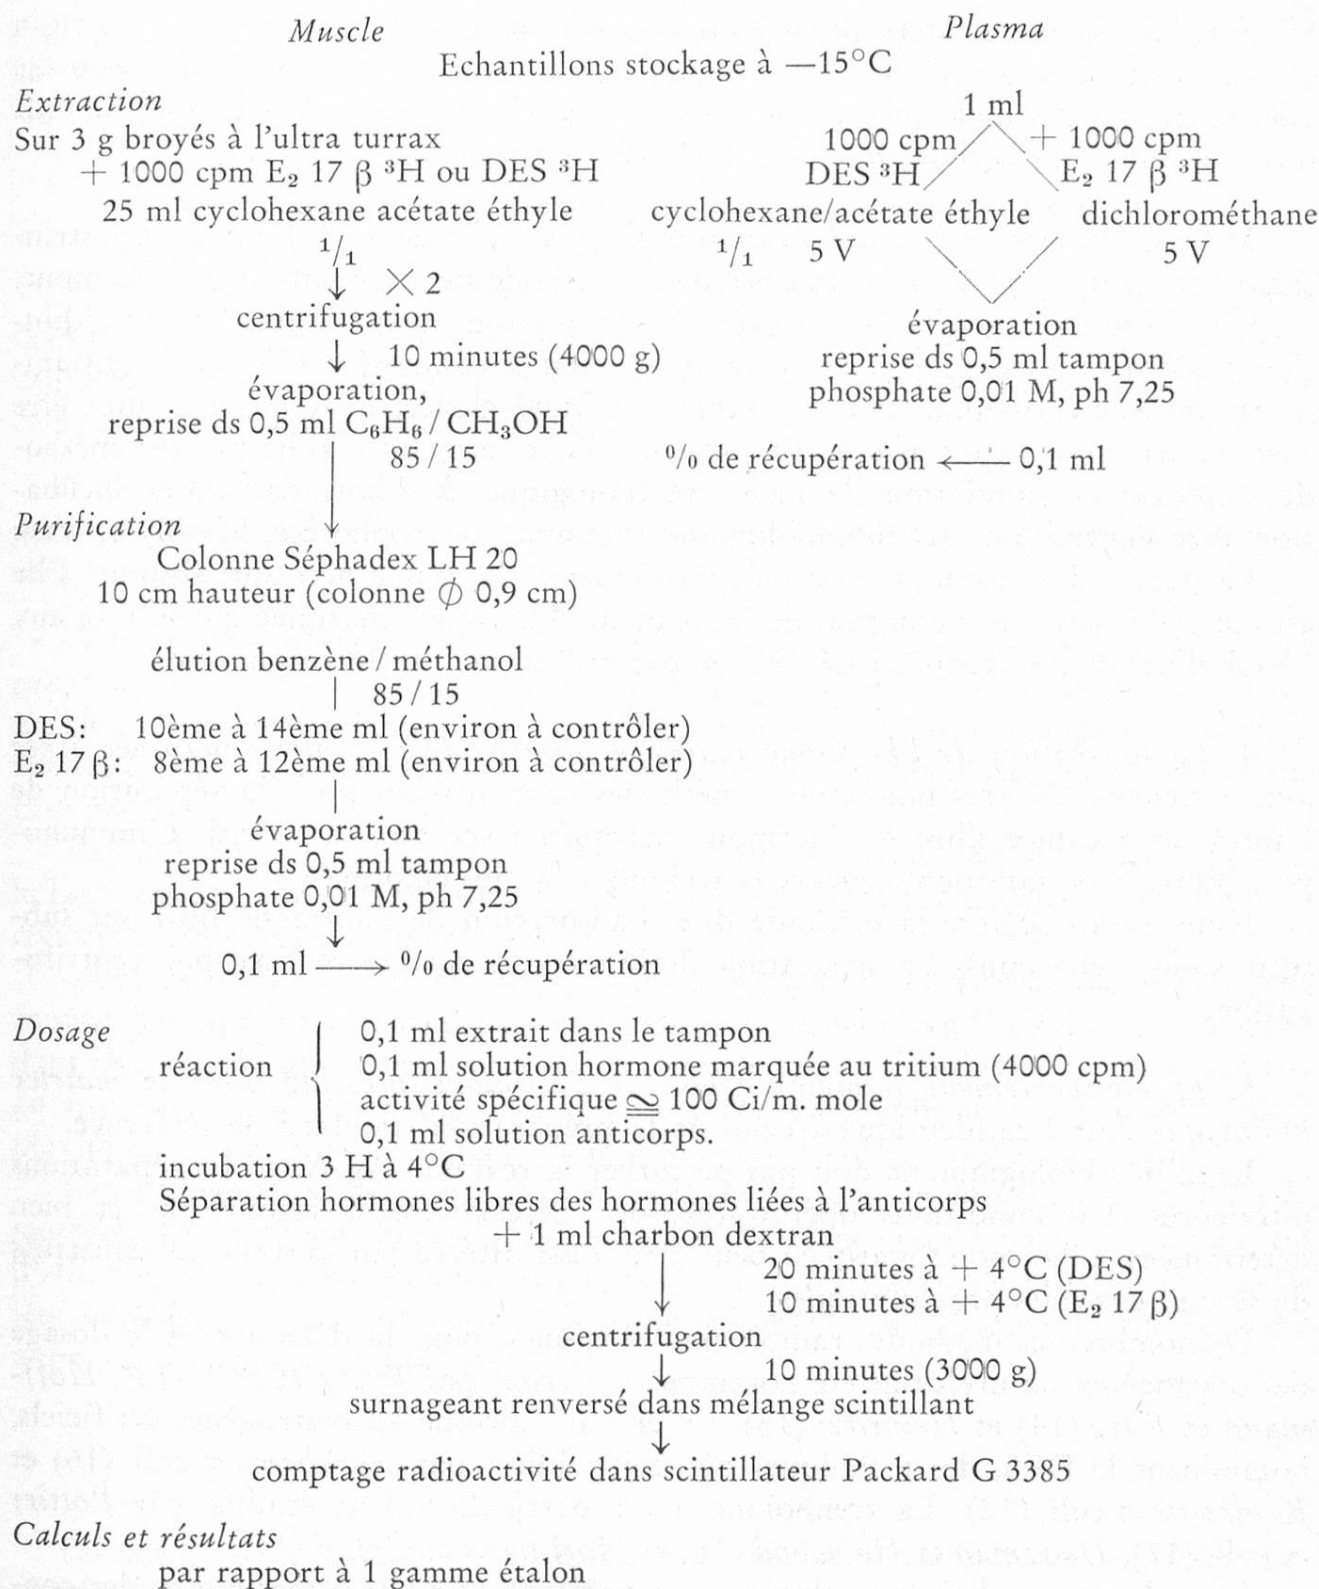 Muscle
Plasma
Echantillons stockage à —15°C
Extraction
Sur 3 g broyés à l'ultra turrax
+ 1000 cpm E₂ 17 β ³H ou DES ³H
25 ml cyclohexane acétate éthyle
1/1
↓ × 2
centrifugation
↓ 10 minutes (4000 g)
évaporation,
reprise ds 0,5 ml C₆H₆ / CH₃OH
85 / 15
1 ml
1000 cpm + 1000 cpm
DES ³H E₂ 17 β ³H
cyclohexane/acétate éthyle dichlorométhane
1/1 5 V 5 V
évaporation
reprise ds 0,5 ml tampon
phosphate 0,01 M, ph 7,25
% de récupération ← 0,1 ml
Purification
Colonne Séphadex LH 20
10 cm hauteur (colonne ∅ 0,9 cm)
élution benzène / méthanol
85 / 15
DES: 10ème à 14ème ml (environ à contrôler)
E₂ 17 β: 8ème à 12ème ml (environ à contrôler)
évaporation
reprise ds 0,5 ml tampon
phosphate 0,01 M, ph 7,25
↓
0,1 ml → % de récupération
Dosage
réaction
0,1 ml extrait dans le tampon
0,1 ml solution hormone marquée au tritium (4000 cpm)
activité spécifique ≌ 100 Ci/m. mole
0,1 ml solution anticorps.
incubation 3 H à 4°C
Séparation hormones libres des hormones liées à l'anticorps
+ 1 ml charbon dextran
20 minutes à + 4°C (DES)
10 minutes à + 4°C (E₂ 17 β)
centrifugation
↓ 10 minutes (3000 g)
surnageant renversé dans mélange scintillant
↓
comptage radioactivité dans scintillateur Packard G 3385
Calculs et résultats
par rapport à 1 gamme étalon